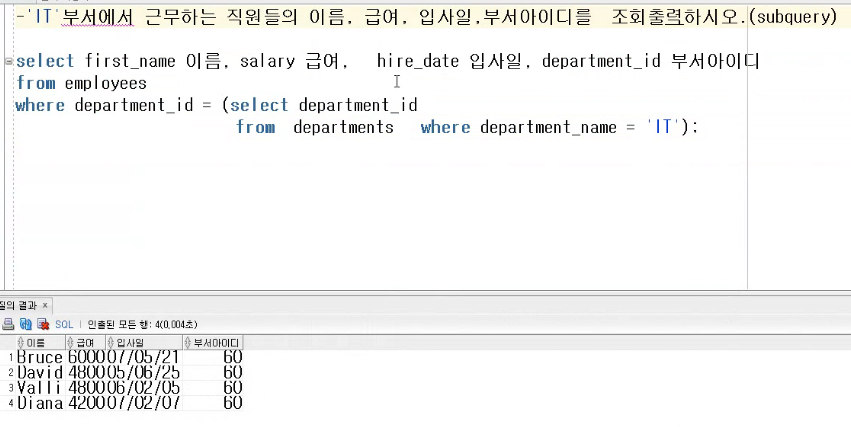 -'IT'부서에서 근무하는 직원들의 이름, 급여, 입사일,부서아이디를 조회출력하시오.(subquery)
select first_name 이름, salary 급여, hire_date 입사일, department_id 부서아이디
from employees
where department_id = (select department_id
from departments where department_name = 'IT');
질의 결과 ×
SQL | 인출된 모든 행: 4(0,004초)
이름 급여 입사일 부서아이디
1 Bruce 6000 07/05/21 60
2 David 4800 05/06/25 60
3 Valli 4800 06/02/05 60
4 Diana 4200 07/02/07 60